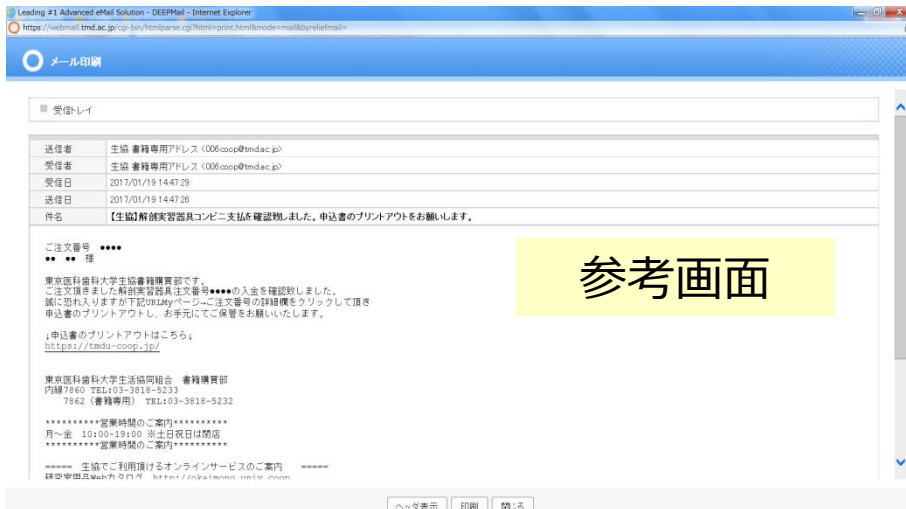 Leading #1 Advanced eMail Solution - DEEPMail - Internet Explorer
https://webmail.tmd.ac.jp/cgi-bin/htmlparse.cgi?html=print.html&mode=mail&byreliefmail=
メール印刷
受信トレイ
送信者 生協 書籍専用アドレス <006coop@tmd.ac.jp>
受信者 生協 書籍専用アドレス <006coop@tmd.ac.jp>
受信日 2017/01/19 14:47:29
送信日 2017/01/19 14:47:26
件名 【生協】解剖実習器具コンビニ支払を確認致しました。申込書のプリントアウトをお願いします。
ご注文番号 ●●●●
●● ●● 様
参考画面
東京医科歯科大学生協書籍購買部です。
ご注文頂きました解剖実習器具注文番号●●●●の入金を確認致しました。
誠に恐れ入りますが下記URLMyページ→ご注文番号の詳細欄をクリックして頂き
申込書のプリントアウトし、お手元にてご保管をお願いいたします。
↓申込書のプリントアウトはこちら↓
https://tmdu-coop.jp/
東京医科歯科大学生活協同組合 書籍購買部
内線7860 TEL:03-3818-5233
7862（書籍専用） TEL:03-3818-5232
**********営業時間のご案内**********
月～金 10:00-19:00 ※土日祝日は閉店
**********営業時間のご案内**********
===== 生協でご利用頂けるオンラインサービスのご案内 =====
研究室用品Webカタログ http://okaimono.univ.coop
ヘッダ表示 印刷 閉じる